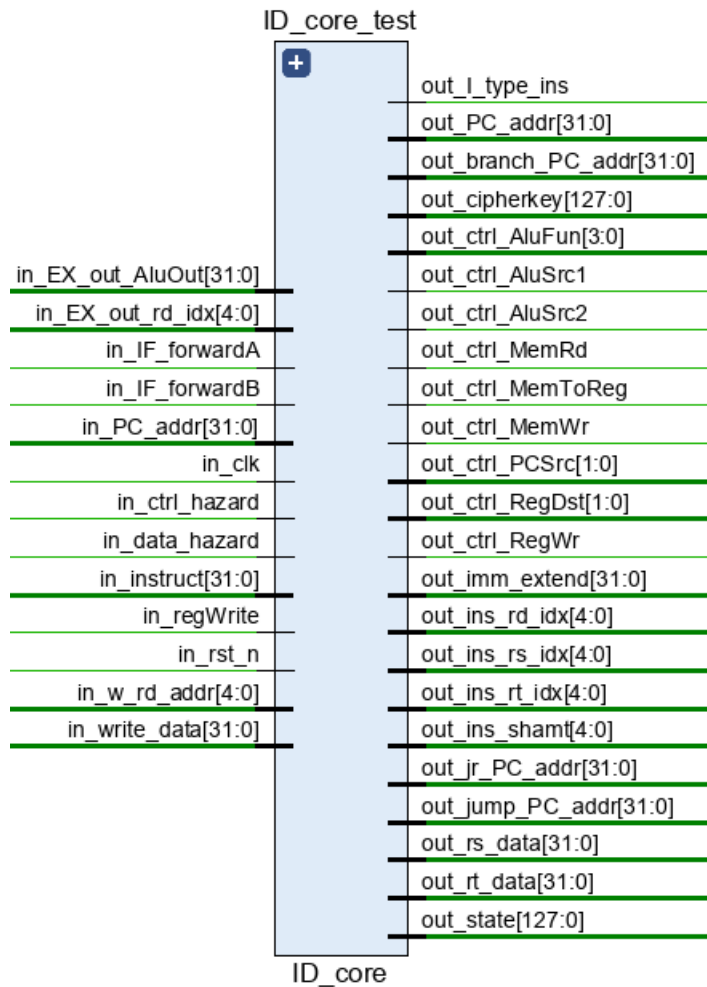 ID_core_test
in_EX_out_AluOut[31:0]
in_EX_out_rd_idx[4:0]
in_IF_forwardA
in_IF_forwardB
in_PC_addr[31:0]
in_clk
in_ctrl_hazard
in_data_hazard
in_instruct[31:0]
in_regWrite
in_rst_n
in_w_rd_addr[4:0]
in_write_data[31:0]
out_I_type_ins
out_PC_addr[31:0]
out_branch_PC_addr[31:0]
out_cipherkey[127:0]
out_ctrl_AluFun[3:0]
out_ctrl_AluSrc1
out_ctrl_AluSrc2
out_ctrl_MemRd
out_ctrl_MemToReg
out_ctrl_MemWr
out_ctrl_PCSrc[1:0]
out_ctrl_RegDst[1:0]
out_ctrl_RegWr
out_imm_extend[31:0]
out_ins_rd_idx[4:0]
out_ins_rs_idx[4:0]
out_ins_rt_idx[4:0]
out_ins_shamt[4:0]
out_jr_PC_addr[31:0]
out_jump_PC_addr[31:0]
out_rs_data[31:0]
out_rt_data[31:0]
out_state[127:0]
ID_core